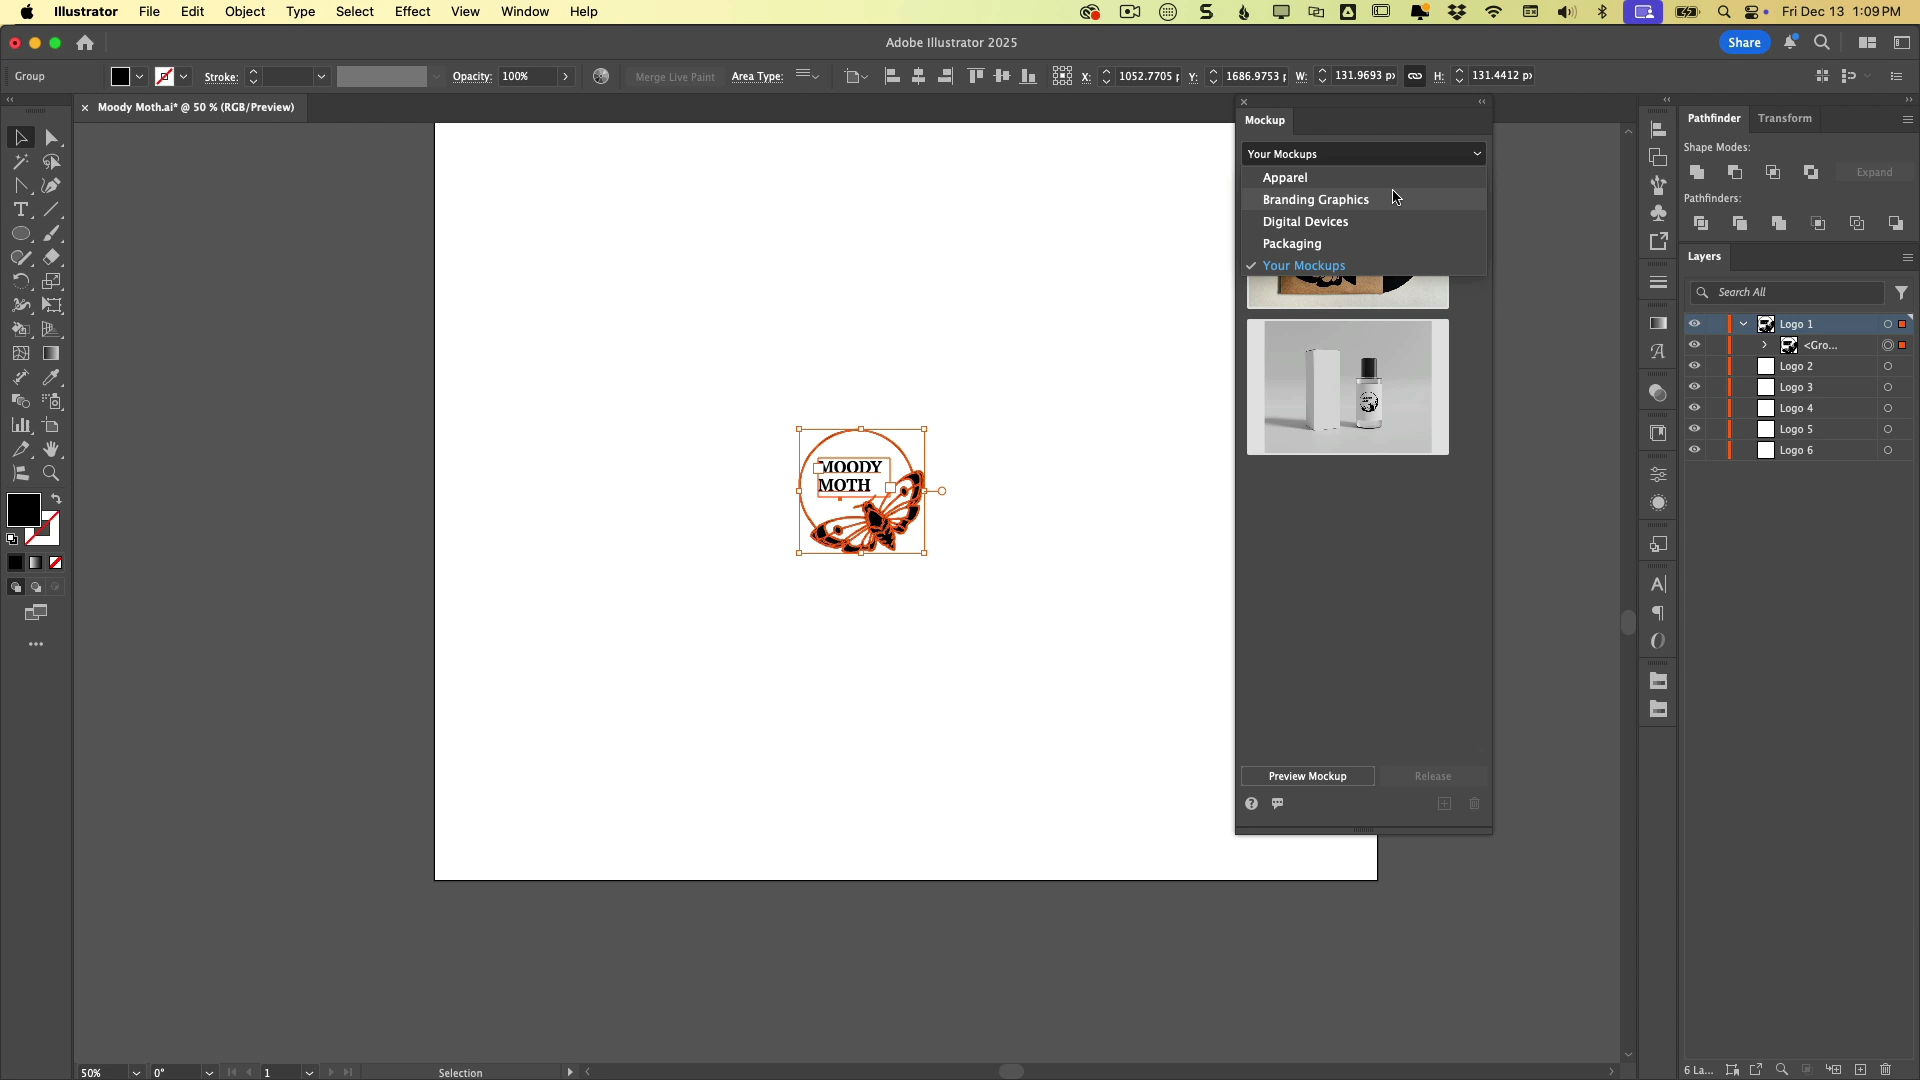 Illustrator File Edit Object Type Select Effect View Window Help
Fri Dec 13 1:09 PM
Adobe Illustrator 2025
Share
Group
Stroke:
Opacity:
100%
Merge Live Paint
Area Type:
X:
1052.7705 p
Y:
1686.9753 p
W:
131.9693 px
H:
131.4412 px
Moody Moth.ai* @ 50 % (RGB/Preview)
Mockup
Your Mockups
Apparel
Branding Graphics
Digital Devices
Packaging
Your Mockups
Preview Mockup
Release
MOODY
MOTH
Pathfinder
Transform
Shape Modes:
Expand
Pathfinders:
Layers
Search All
Logo 1
<Gro...
Logo 2
Logo 3
Logo 4
Logo 5
Logo 6
6 La...
50%
0°
1
Selection